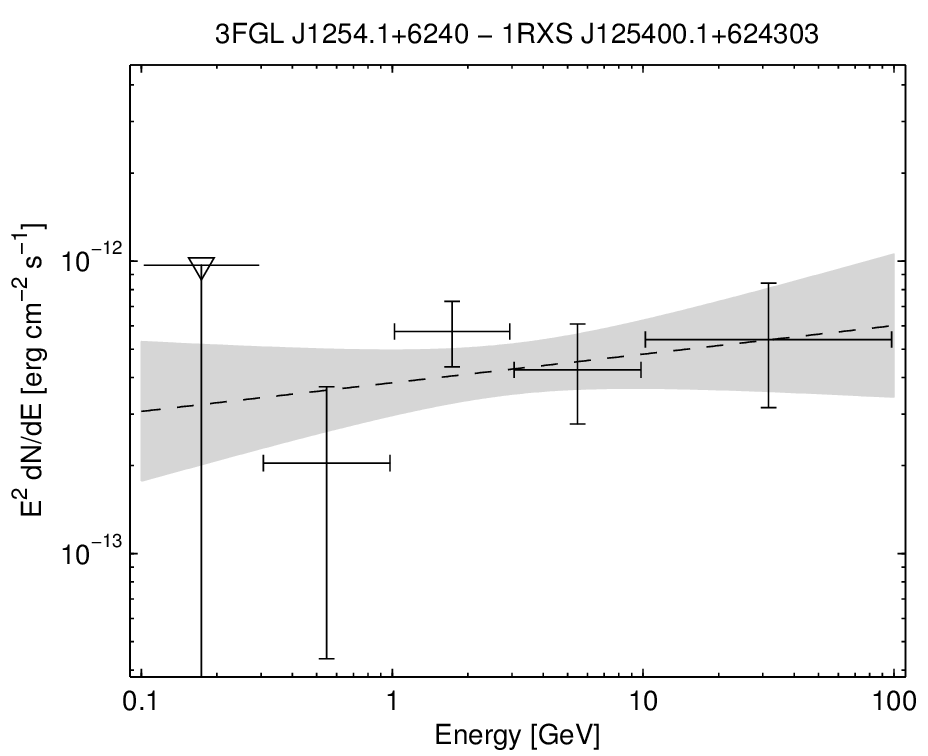 3FGL J1254.1+6240 − 1RXS J125400.1+624303
E² dN/dE [erg cm⁻² s⁻¹]
10⁻¹²
10⁻¹³
0.1 1 10 100
Energy [GeV]